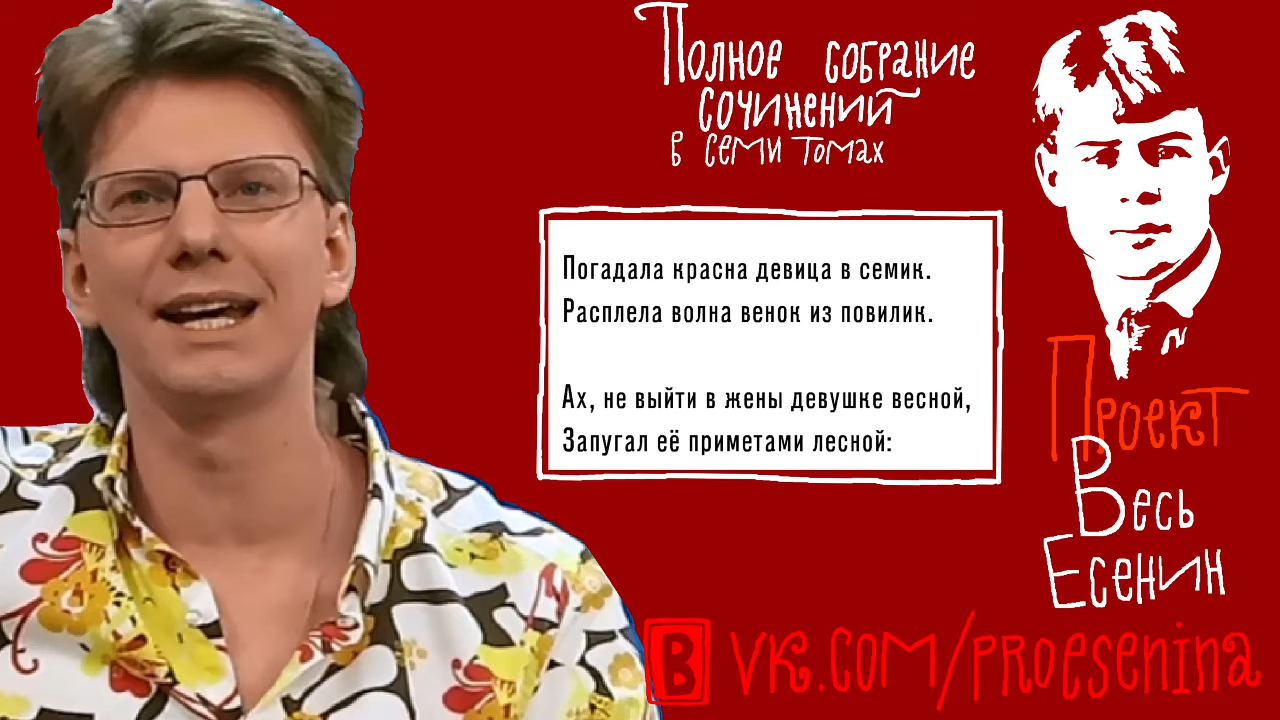 Полное собрание
сочинений
в семи томах
Погадала красна девица в семик.
Расплела волна венок из повилик.
Ах, не выйти в жены девушке весной,
Запугал её приметами лесной:
Проект
Весь
Есенин
В vk.com/proesenina